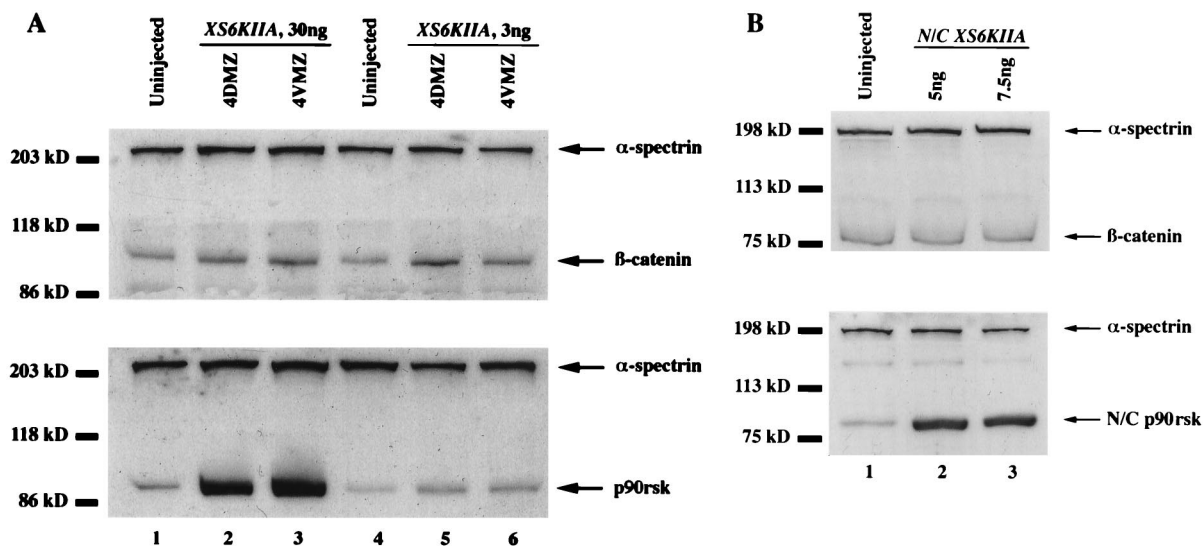 A
XS6KIIA, 30ng
XS6KIIA, 3ng
Uninjected
4DMZ
4VMZ
Uninjected
4DMZ
4VMZ
203 kD
α-spectrin
118 kD
ß-catenin
86 kD
203 kD
α-spectrin
118 kD
86 kD
p90rsk
1 2 3 4 5 6
B
N/C XS6KIIA
Uninjected
5ng
7.5ng
198 kD
α-spectrin
113 kD
75 kD
ß-catenin
198 kD
α-spectrin
113 kD
N/C p90rsk
75 kD
1 2 3